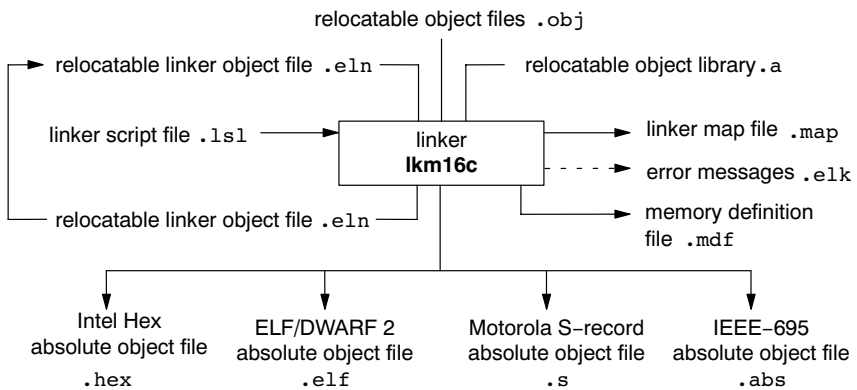 relocatable object files .obj
relocatable linker object file .eln
relocatable object library.a
linker script file .lsl
linker
lkm16c
linker map file .map
error messages .elk
relocatable linker object file .eln
memory definition
file .mdf
Intel Hex
absolute object file
.hex
ELF/DWARF 2
absolute object file
.elf
Motorola S−record
absolute object file
.s
IEEE−695
absolute object file
.abs